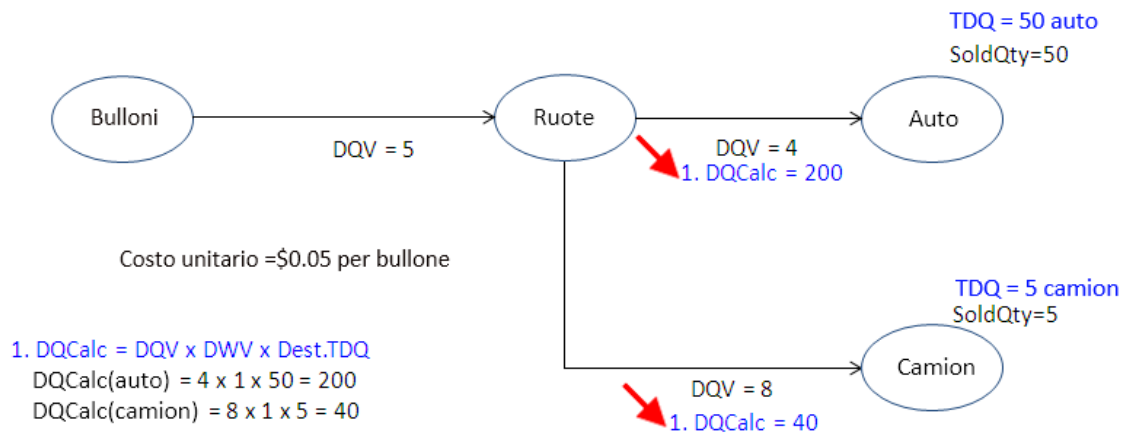 TDQ = 50 auto
SoldQty=50
Bulloni
Ruote
Auto
DQV = 5
DQV = 4
1. DQCalc = 200
Costo unitario =$0.05 per bullone
TDQ = 5 camion
SoldQty=5
1. DQCalc = DQV x DWV x Dest.TDQ
DQCalc(auto) = 4 x 1 x 50 = 200
DQCalc(camion) = 8 x 1 x 5 = 40
Camion
DQV = 8
1. DQCalc = 40